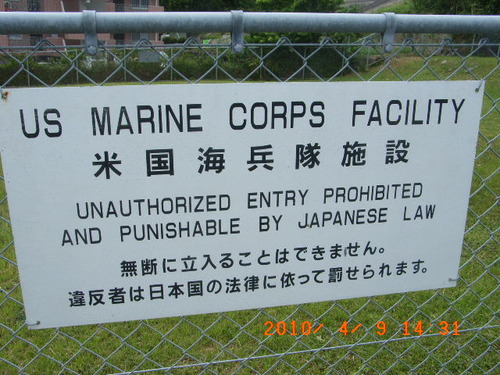 US MARINE CORPS FACILITY
米国海兵隊施設
UNAUTHORIZED ENTRY PROHIBITED
AND PUNISHABLE BY JAPANESE LAW
無断に立入ることはできません。
違反者は日本国の法律に依って罰せられます。
2010/ 4/ 9 14:31